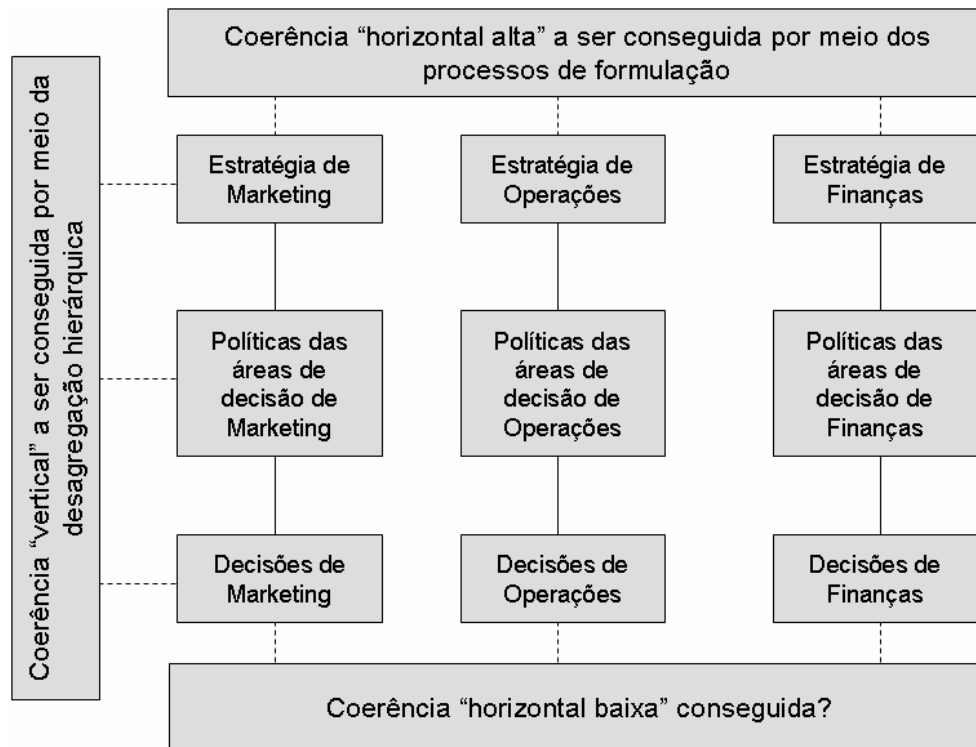 Coerência “horizontal alta” a ser conseguida por meio dos
processos de formulação
Coerência “vertical” a ser conseguida por meio da
desagregação hierárquica
Estratégia de
Marketing
Estratégia de
Operações
Estratégia de
Finanças
Políticas das
áreas de
decisão de
Marketing
Políticas das
áreas de
decisão de
Operações
Políticas das
áreas de
decisão de
Finanças
Decisões de
Marketing
Decisões de
Operações
Decisões de
Finanças
Coerência “horizontal baixa” conseguida?